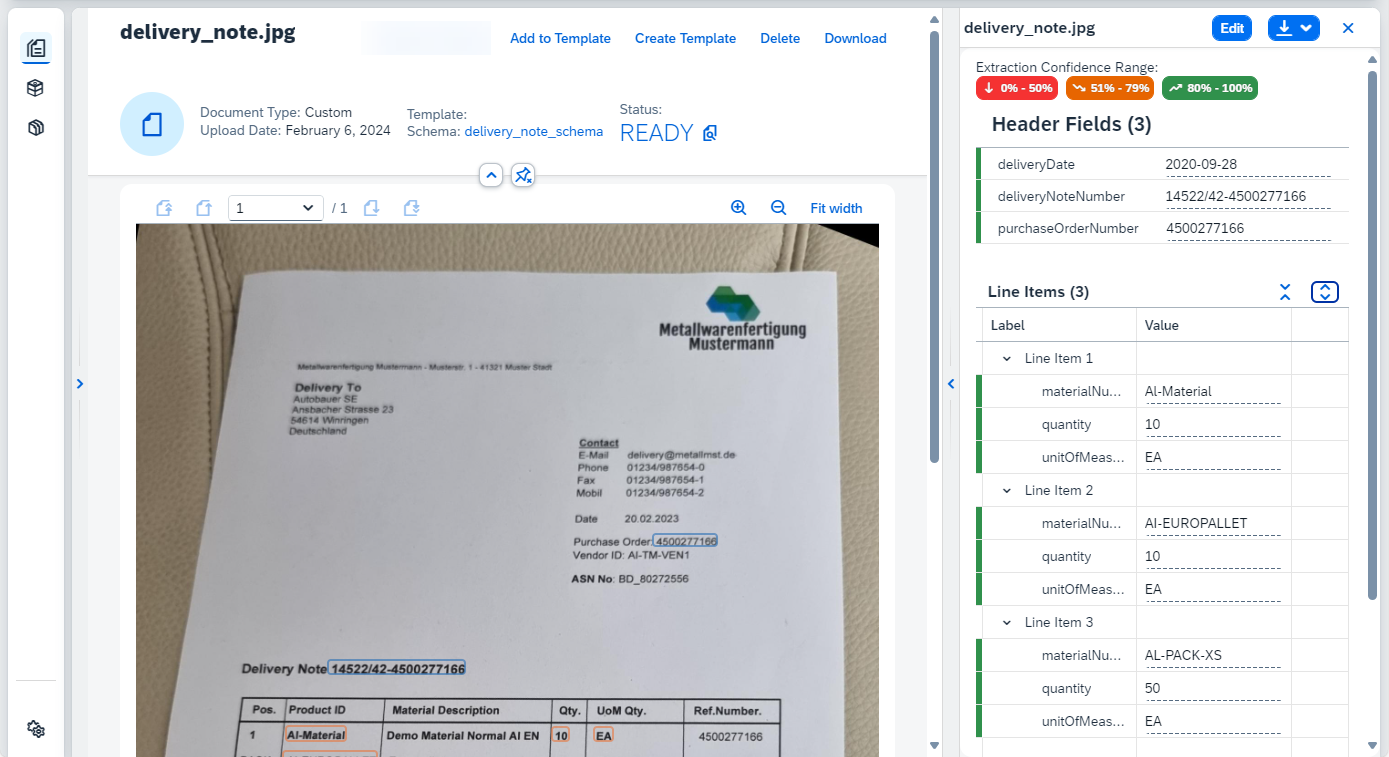 delivery_note.jpg
Add to Template
Create Template
Delete
Download
Document Type: Custom
Upload Date: February 6, 2024
Template:
Schema: delivery_note_schema
Status:
READY
1
/ 1
Fit width
Metallwarenfertigung
Mustermann
Metallwarenfertigung Mustermann - Musterstr. 1 - 41321 Muster Stadt
Delivery To
Autobauer SE
Ansbacher Strasse 23
54614 Winringen
Deutschland
Contact
E-Mail delivery@metallmst.de
Phone 01234/987654-0
Fax 01234/987654-1
Mobil 01234/987654-2
Date 20.02.2023
Purchase Order: 4500277166
Vendor ID: AI-TM-VEN1
ASN No: BD_80272556
Delivery Note 14522/42-4500277166
Pos. Product ID Material Description Qty. UoM Qty. Ref.Number.
1 AI-Material Demo Material Normal AI EN 10 EA 4500277166
delivery_note.jpg
Edit
Extraction Confidence Range:
0% - 50%
51% - 79%
80% - 100%
Header Fields (3)
deliveryDate 2020-09-28
deliveryNoteNumber 14522/42-4500277166
purchaseOrderNumber 4500277166
Line Items (3)
Label Value
Line Item 1
materialNu... Al-Material
quantity 10
unitOfMeas... EA
Line Item 2
materialNu... AI-EUROPALLET
quantity 10
unitOfMeas... EA
Line Item 3
materialNu... AL-PACK-XS
quantity 50
unitOfMeas... EA